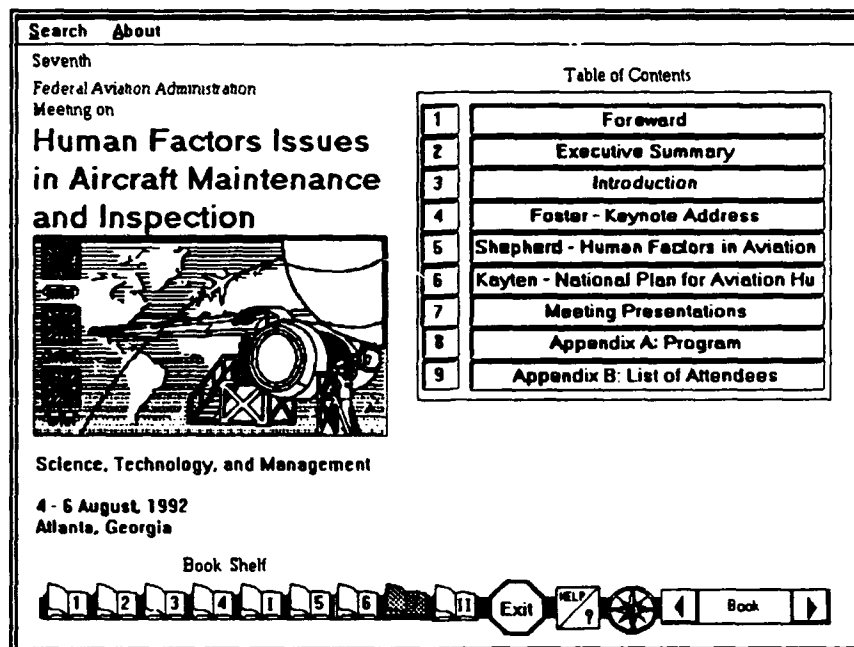 Search About
Seventh
Federal Aviation Administration
Meeting on
Human Factors Issues
in Aircraft Maintenance
and Inspection
Science, Technology, and Management
4 - 6 August, 1992
Atlanta, Georgia
Table of Contents
1 Foreward
2 Executive Summary
3 Introduction
4 Foster - Keynote Address
5 Shepherd - Human Factors in Aviation
6 Kayten - National Plan for Aviation Hu
7 Meeting Presentations
8 Appendix A: Program
9 Appendix B: List of Attendees
Book Shelf
1 2 3 4 I 5 6 II Exit HELP ? Book